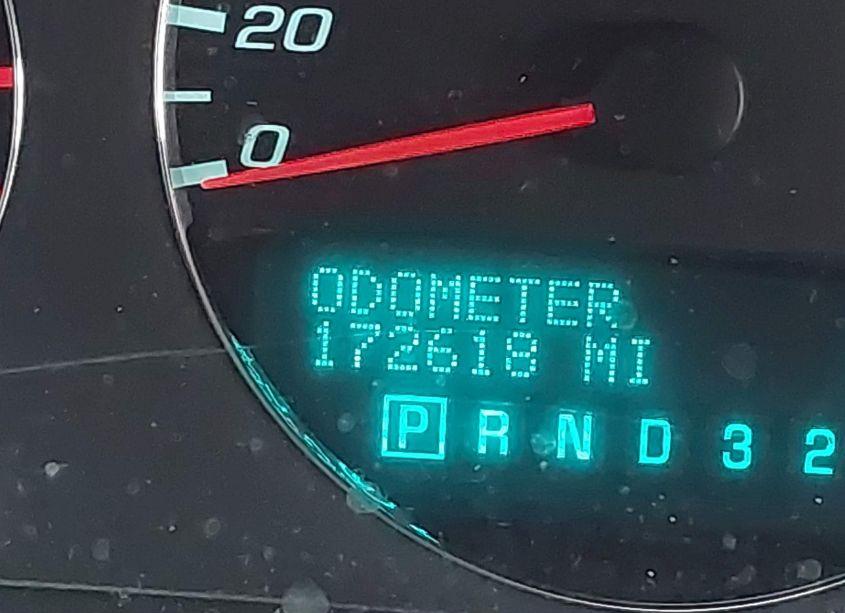 20
0
ODOMETER
172618 MI
P R N D 3 2